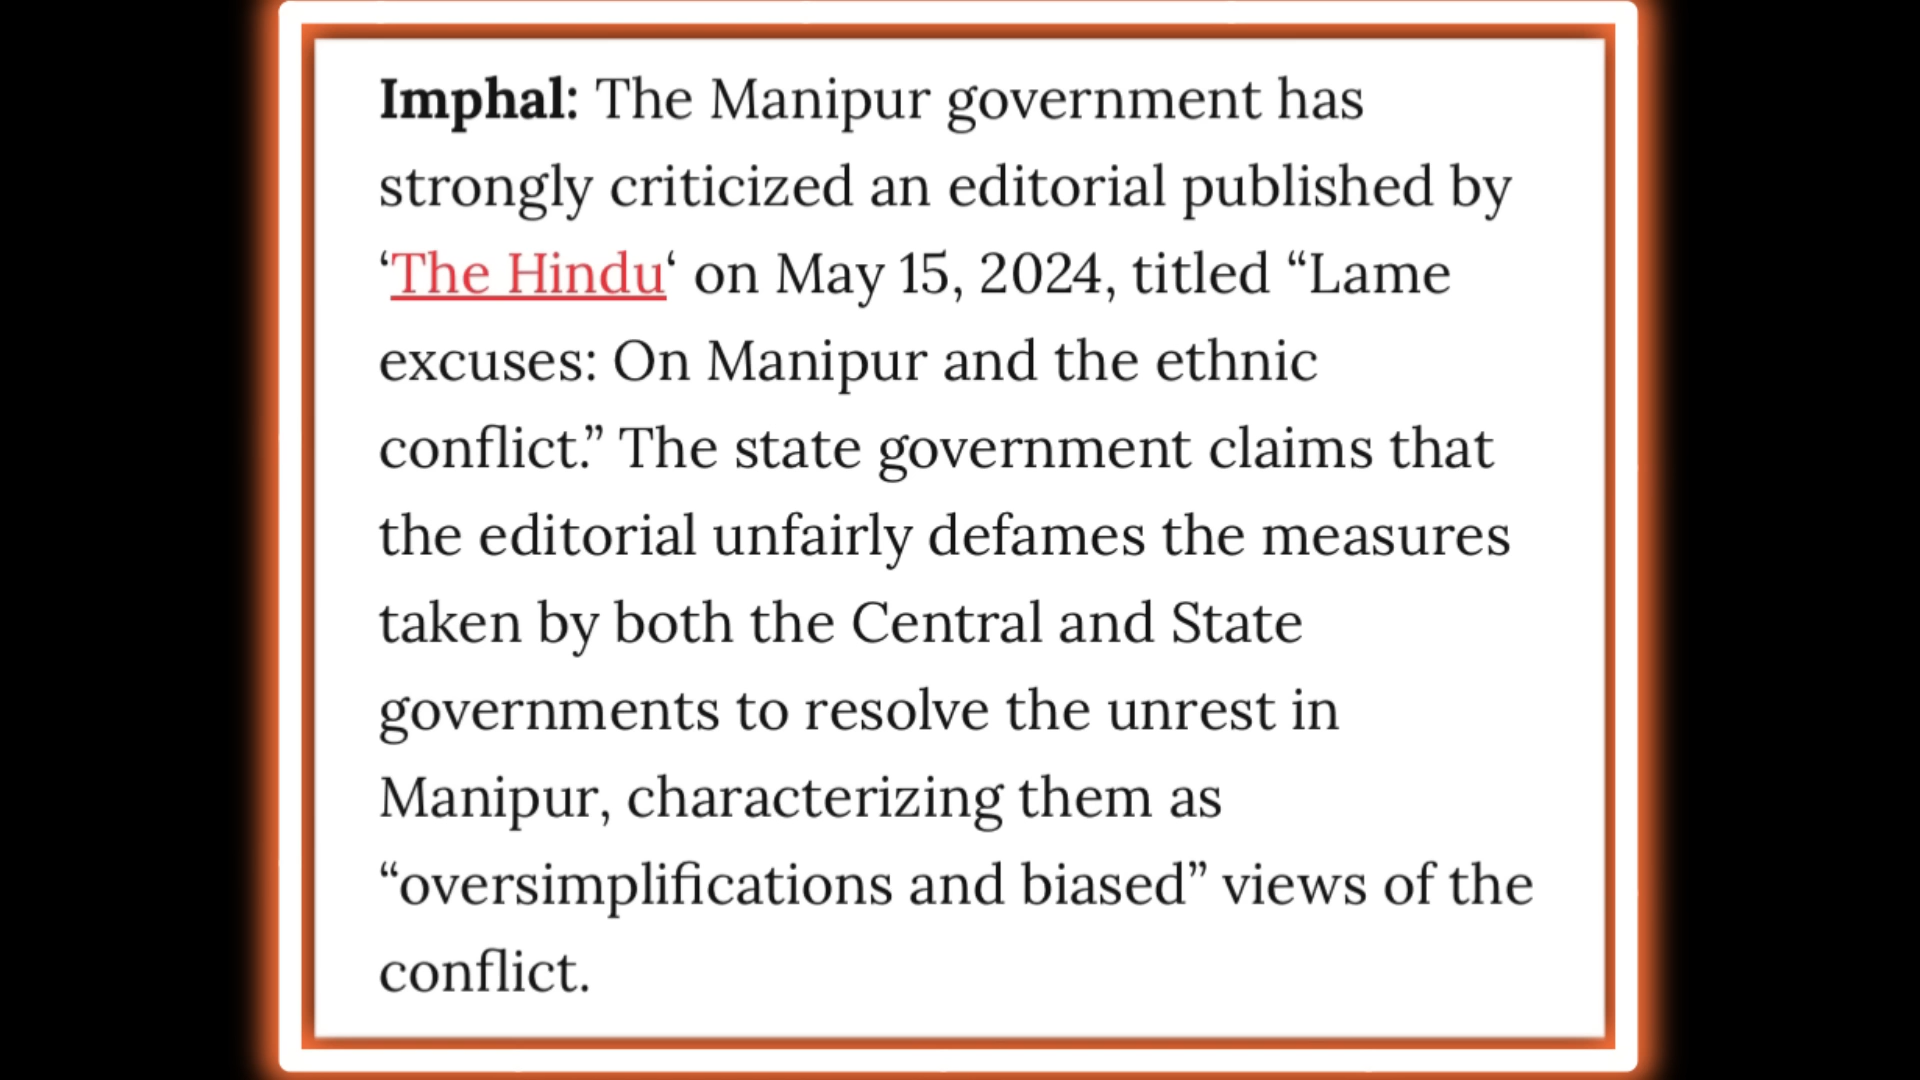 Imphal: The Manipur government has
strongly criticized an editorial published by
‘The Hindu‘ on May 15, 2024, titled “Lame
excuses: On Manipur and the ethnic
conflict.” The state government claims that
the editorial unfairly defames the measures
taken by both the Central and State
governments to resolve the unrest in
Manipur, characterizing them as
“oversimplifications and biased” views of the
conflict.